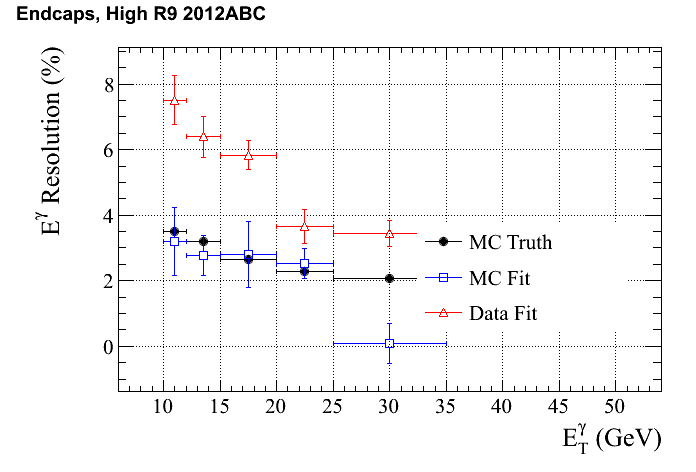 Endcaps, High R9 2012ABC
E^γ Resolution (%)
8
6
4
2
0
MC Truth
MC Fit
Data Fit
10 15 20 25 30 35 40 45 50
E_T^γ (GeV)